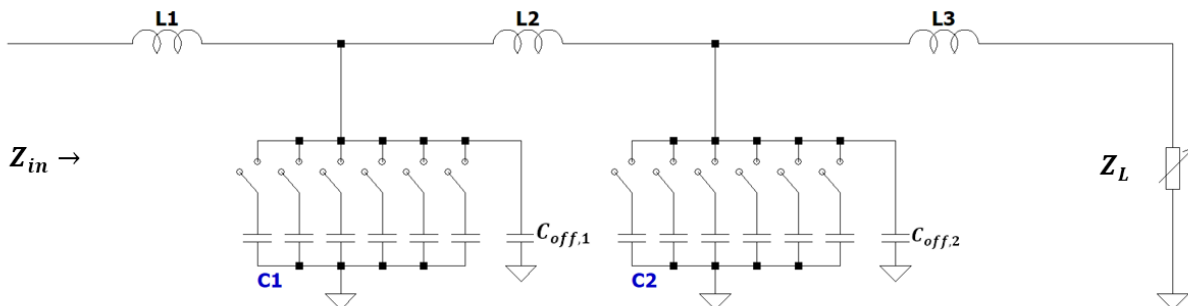 L1
L2
L3
Z_in →
C_off,1
C_off,2
Z_L
C1
C2